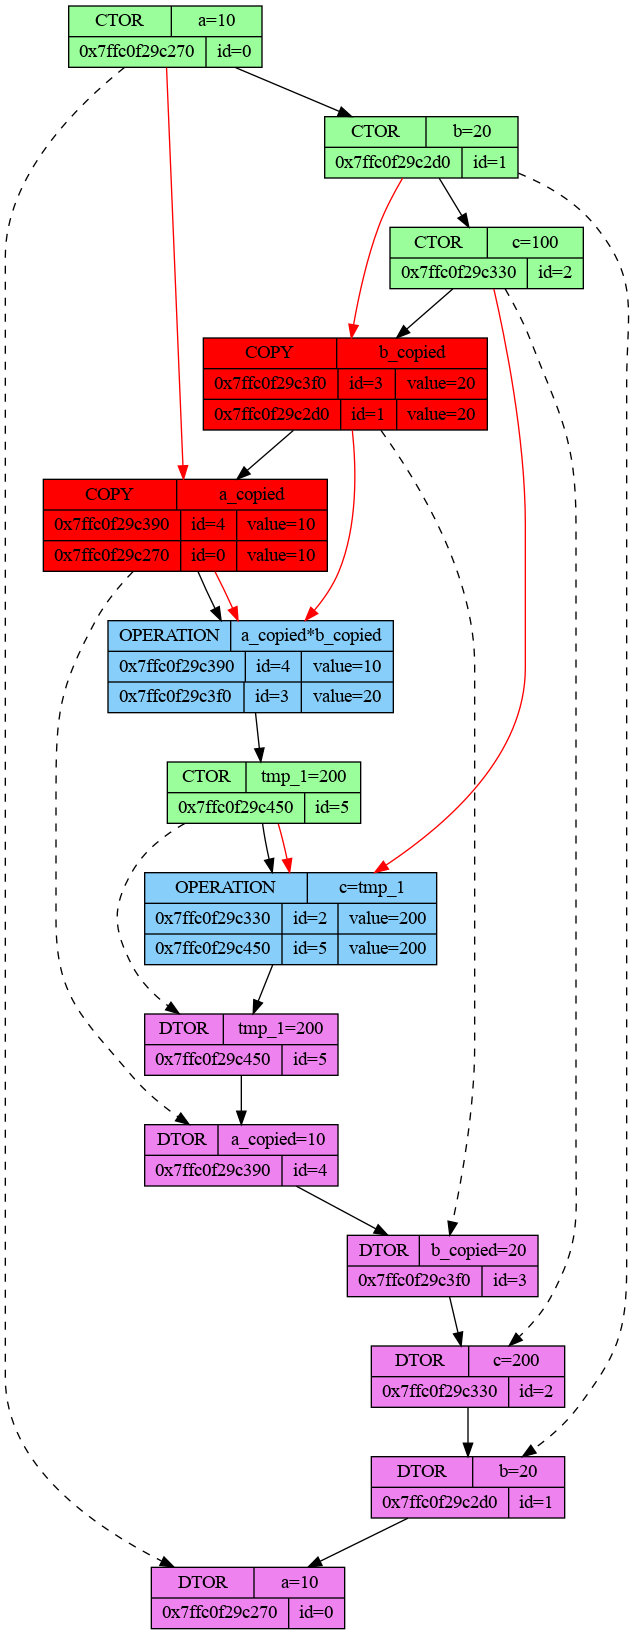 CTOR a=10
0x7ffc0f29c270 id=0
CTOR b=20
0x7ffc0f29c2d0 id=1
CTOR c=100
0x7ffc0f29c330 id=2
COPY b_copied
0x7ffc0f29c3f0 id=3 value=20
0x7ffc0f29c2d0 id=1 value=20
COPY a_copied
0x7ffc0f29c390 id=4 value=10
0x7ffc0f29c270 id=0 value=10
OPERATION a_copied*b_copied
0x7ffc0f29c390 id=4 value=10
0x7ffc0f29c3f0 id=3 value=20
CTOR tmp_1=200
0x7ffc0f29c450 id=5
OPERATION c=tmp_1
0x7ffc0f29c330 id=2 value=200
0x7ffc0f29c450 id=5 value=200
DTOR tmp_1=200
0x7ffc0f29c450 id=5
DTOR a_copied=10
0x7ffc0f29c390 id=4
DTOR b_copied=20
0x7ffc0f29c3f0 id=3
DTOR c=200
0x7ffc0f29c330 id=2
DTOR b=20
0x7ffc0f29c2d0 id=1
DTOR a=10
0x7ffc0f29c270 id=0